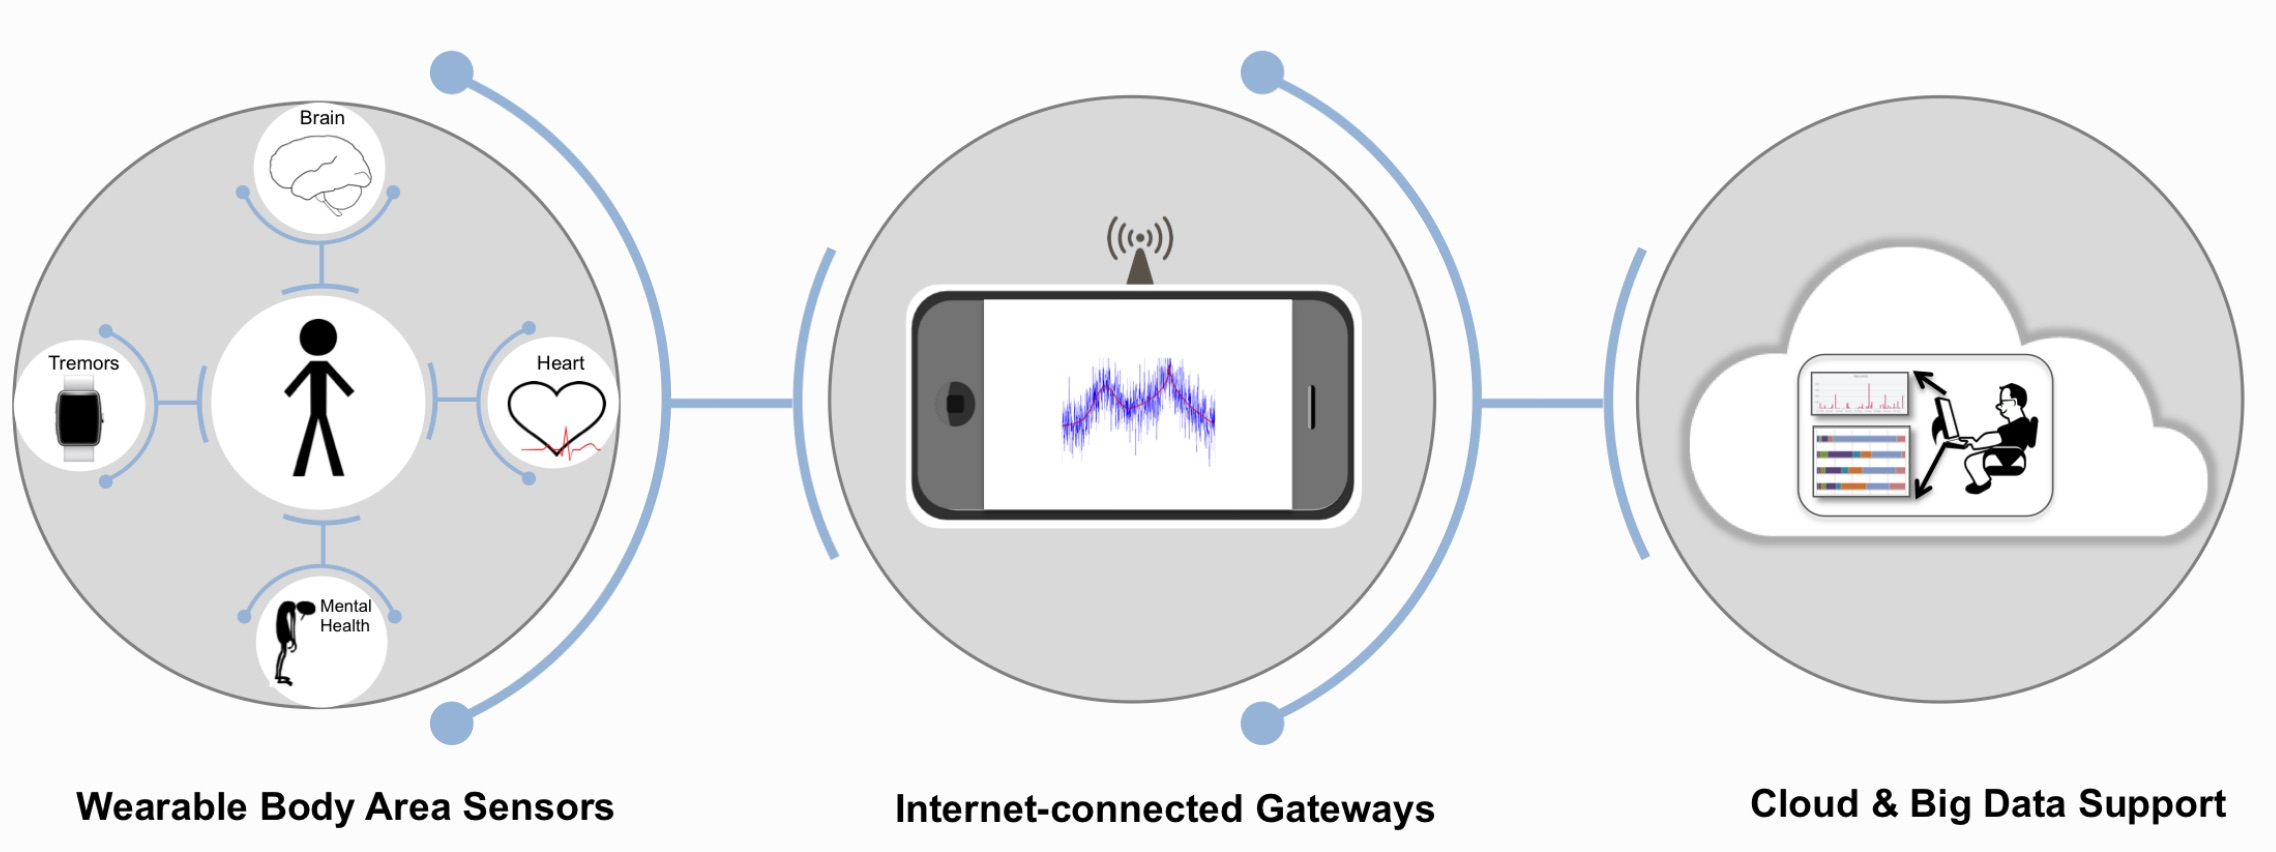 Brain
Tremors
Heart
Mental
Health
Wearable Body Area Sensors
Internet-connected Gateways
Cloud & Big Data Support